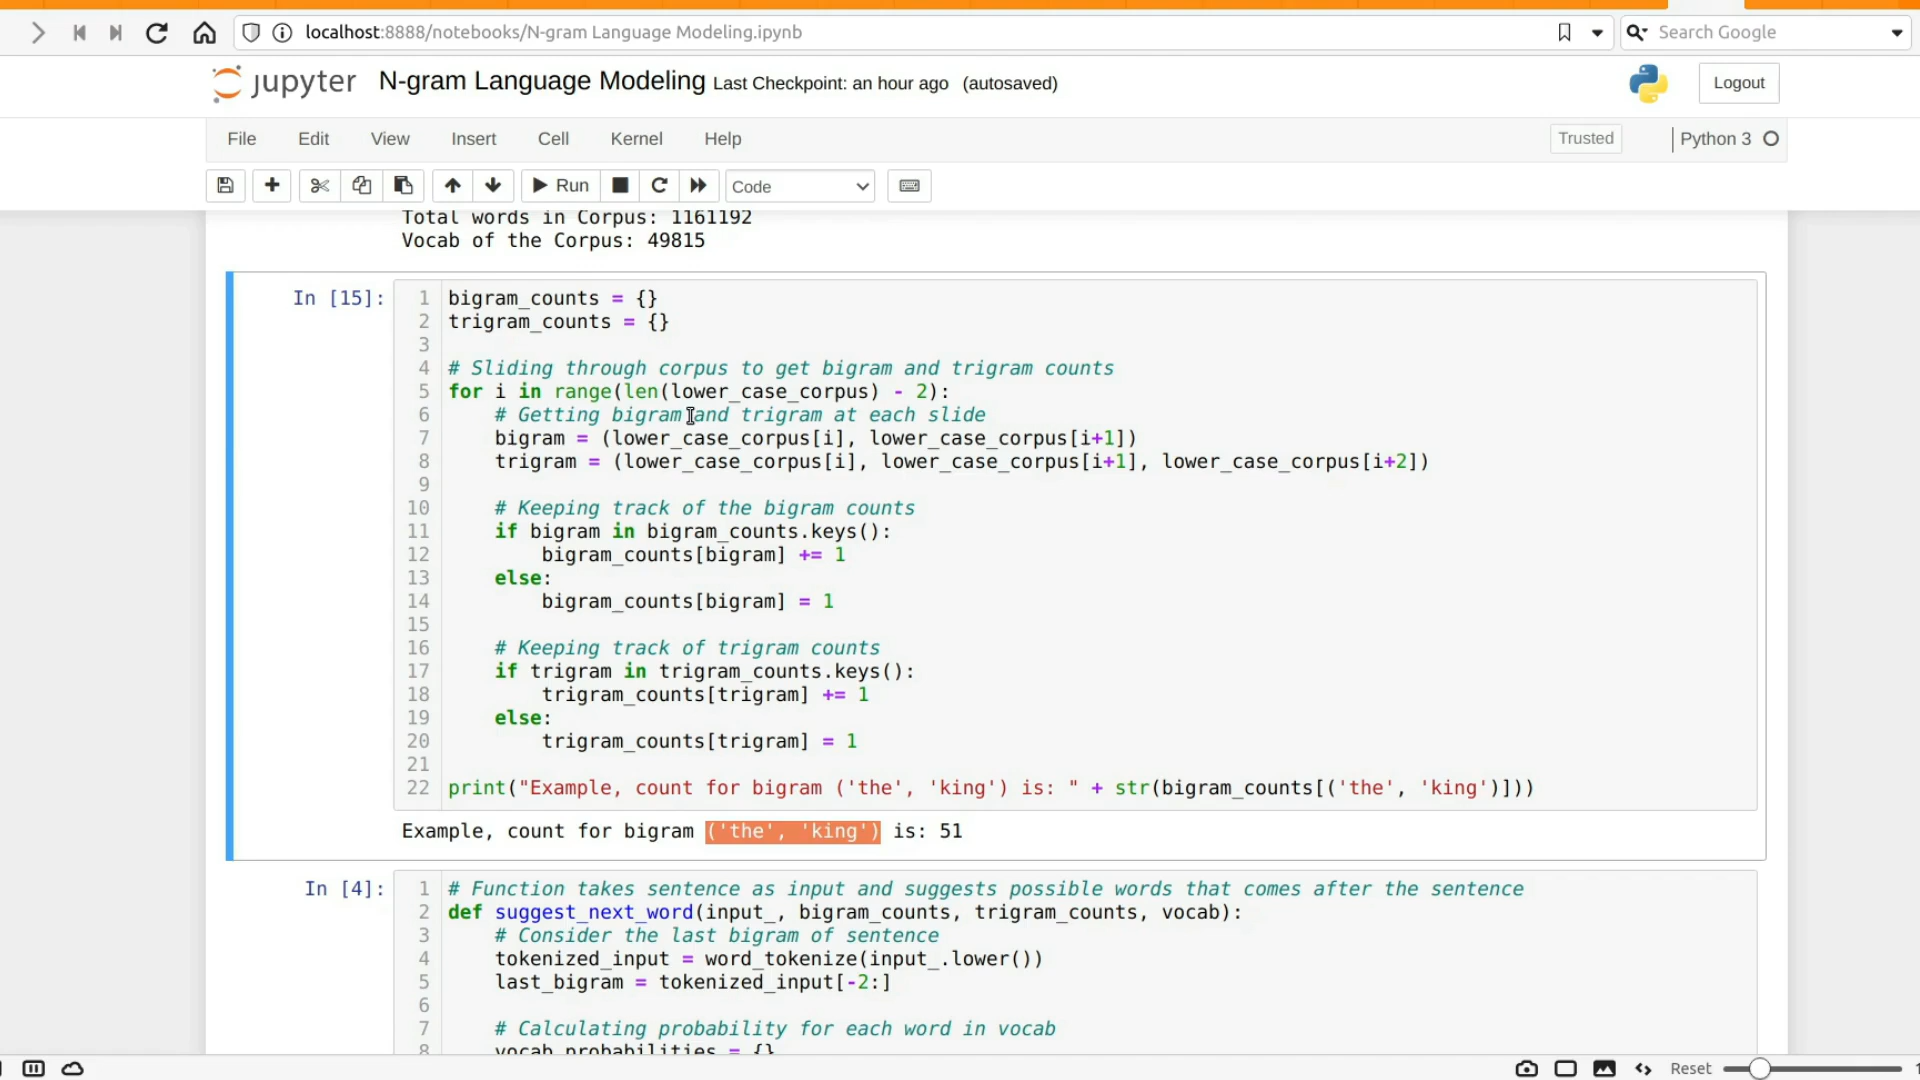 localhost:8888/notebooks/N-gram Language Modeling.ipynb
Search Google
jupyter N-gram Language Modeling Last Checkpoint: an hour ago (autosaved)
Logout
File Edit View Insert Cell Kernel Help
Trusted
Python 3
Run
Code
Total words in Corpus: 1161192
Vocab of the Corpus: 49815
In [15]:
1 bigram_counts = {}
2 trigram_counts = {}
3
4 # Sliding through corpus to get bigram and trigram counts
5 for i in range(len(lower_case_corpus) - 2):
6     # Getting bigram and trigram at each slide
7     bigram = (lower_case_corpus[i], lower_case_corpus[i+1])
8     trigram = (lower_case_corpus[i], lower_case_corpus[i+1], lower_case_corpus[i+2])
9
10     # Keeping track of the bigram counts
11     if bigram in bigram_counts.keys():
12         bigram_counts[bigram] += 1
13     else:
14         bigram_counts[bigram] = 1
15
16     # Keeping track of trigram counts
17     if trigram in trigram_counts.keys():
18         trigram_counts[trigram] += 1
19     else:
20         trigram_counts[trigram] = 1
21
22 print("Example, count for bigram ('the', 'king') is: " + str(bigram_counts[('the', 'king')]))
Example, count for bigram ('the', 'king') is: 51
In [4]:
1 # Function takes sentence as input and suggests possible words that comes after the sentence
2 def suggest_next_word(input_, bigram_counts, trigram_counts, vocab):
3     # Consider the last bigram of sentence
4     tokenized_input = word_tokenize(input_.lower())
5     last_bigram = tokenized_input[-2:]
6
7     # Calculating probability for each word in vocab
8     vocab_probabilities = {}
Reset